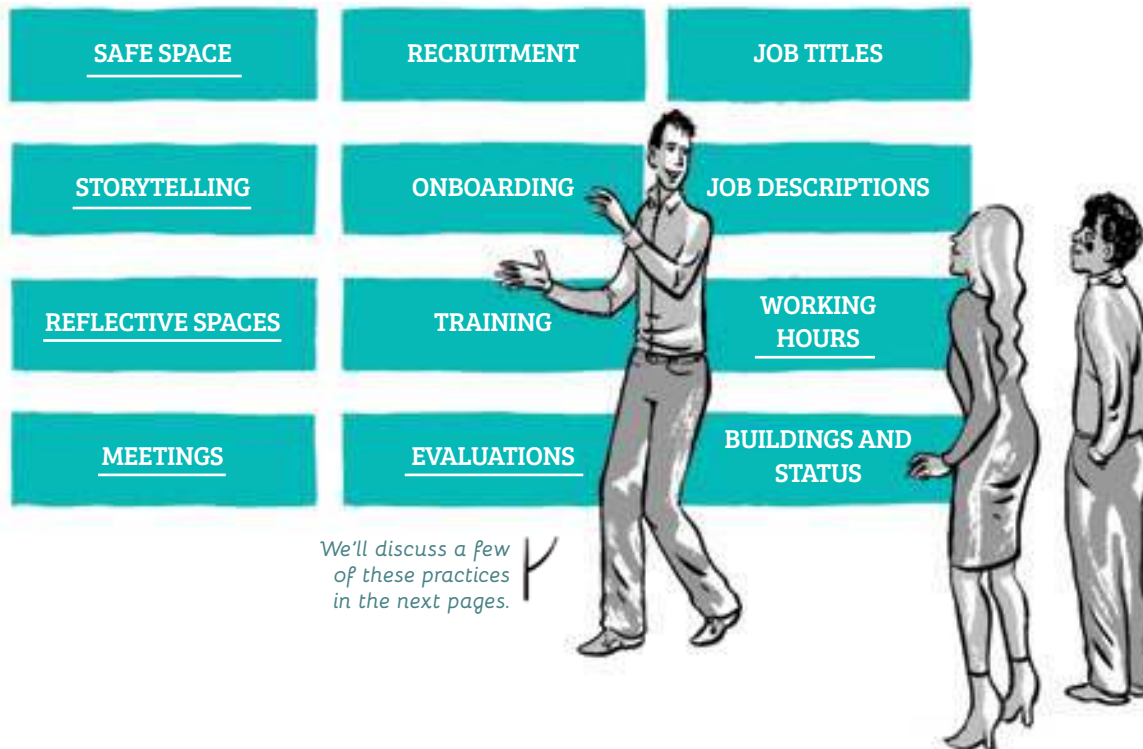 SAFE SPACE
RECRUITMENT
JOB TITLES
STORYTELLING
ONBOARDING
JOB DESCRIPTIONS
REFLECTIVE SPACES
TRAINING
WORKING
HOURS
MEETINGS
EVALUATIONS
BUILDINGS AND
STATUS
We'll discuss a few
of these practices
in the next pages.